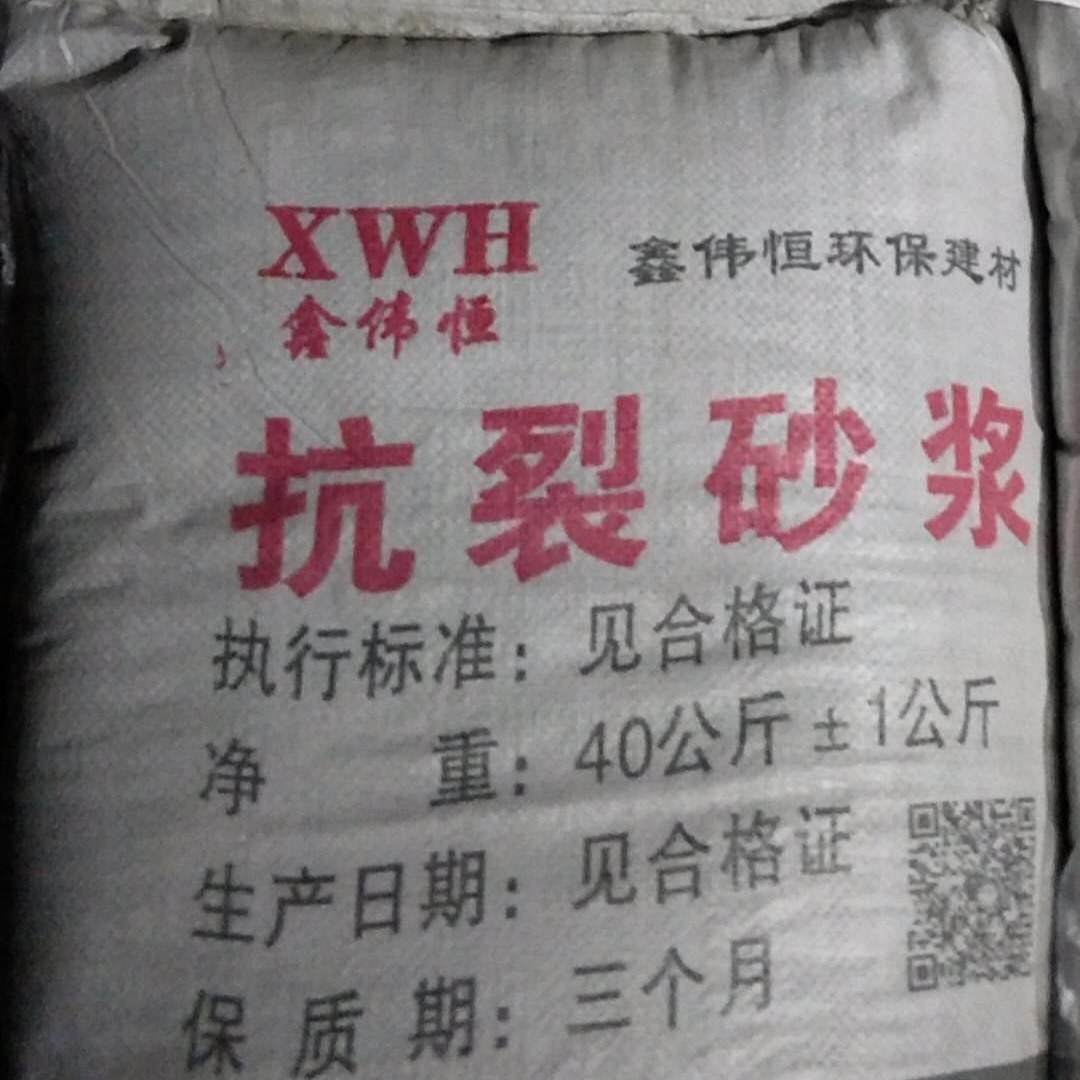 XWH
鑫伟恒
鑫伟恒环保建材
抗裂砂浆
执行标准：见合格证
净重：40公斤±1公斤
生产日期：见合格证
保质期：三个月